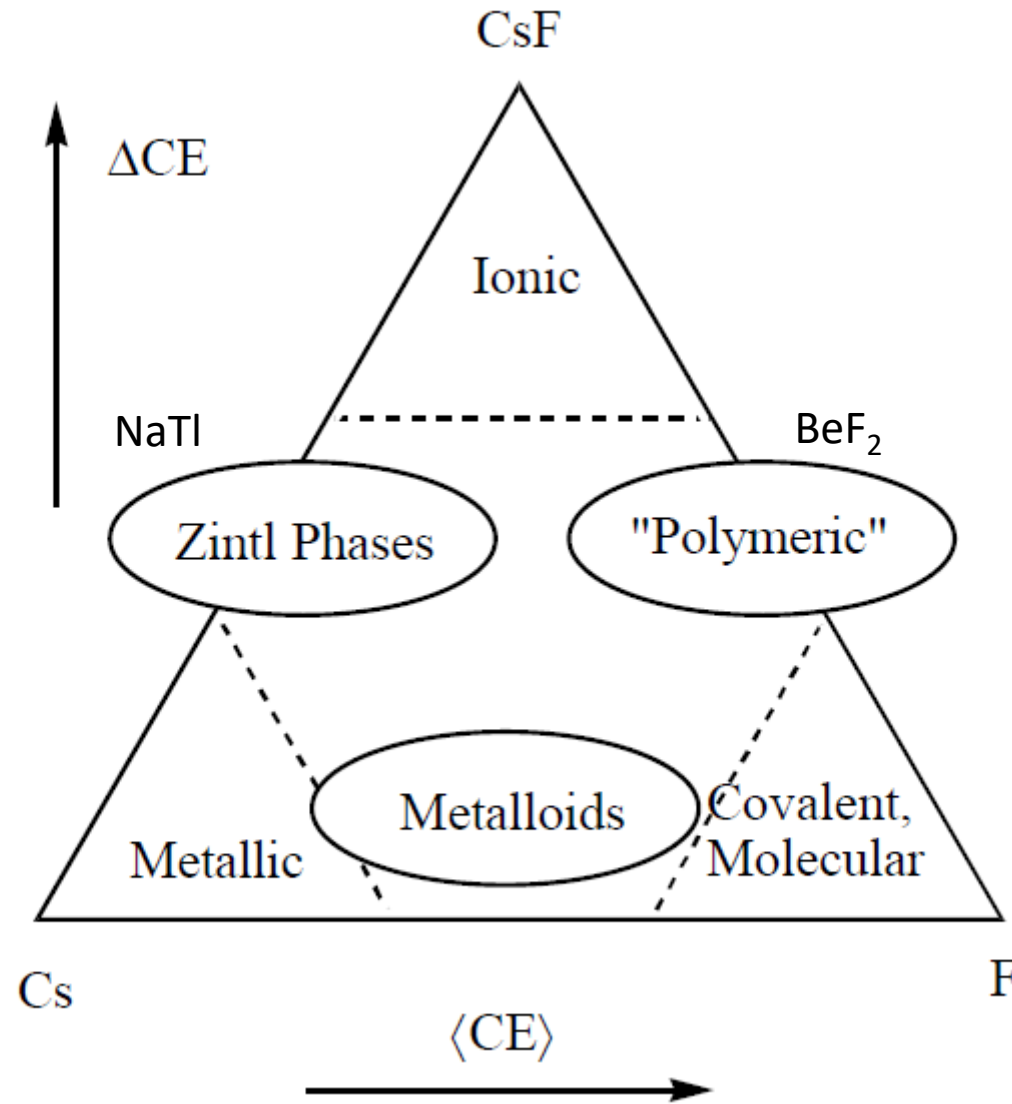 CsF
ΔCE
Ionic
NaTl
BeF₂
Zintl Phases
"Polymeric"
Metalloids
Covalent,
Molecular
Metallic
Cs
F
⟨CE⟩